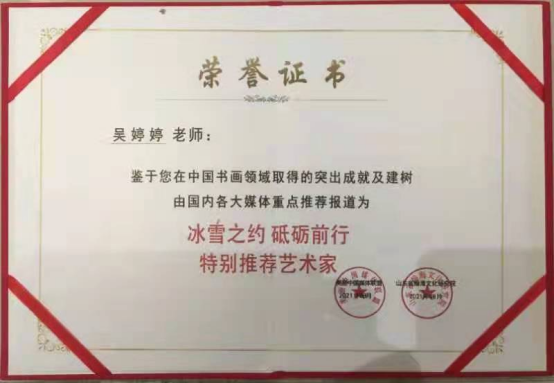 荣誉证书
吴婷婷 老师：
鉴于您在中国书画领域取得的突出成就及建树
由国内各大媒体重点推荐报道为
冰雪之约 砥砺前行
特别推荐艺术家